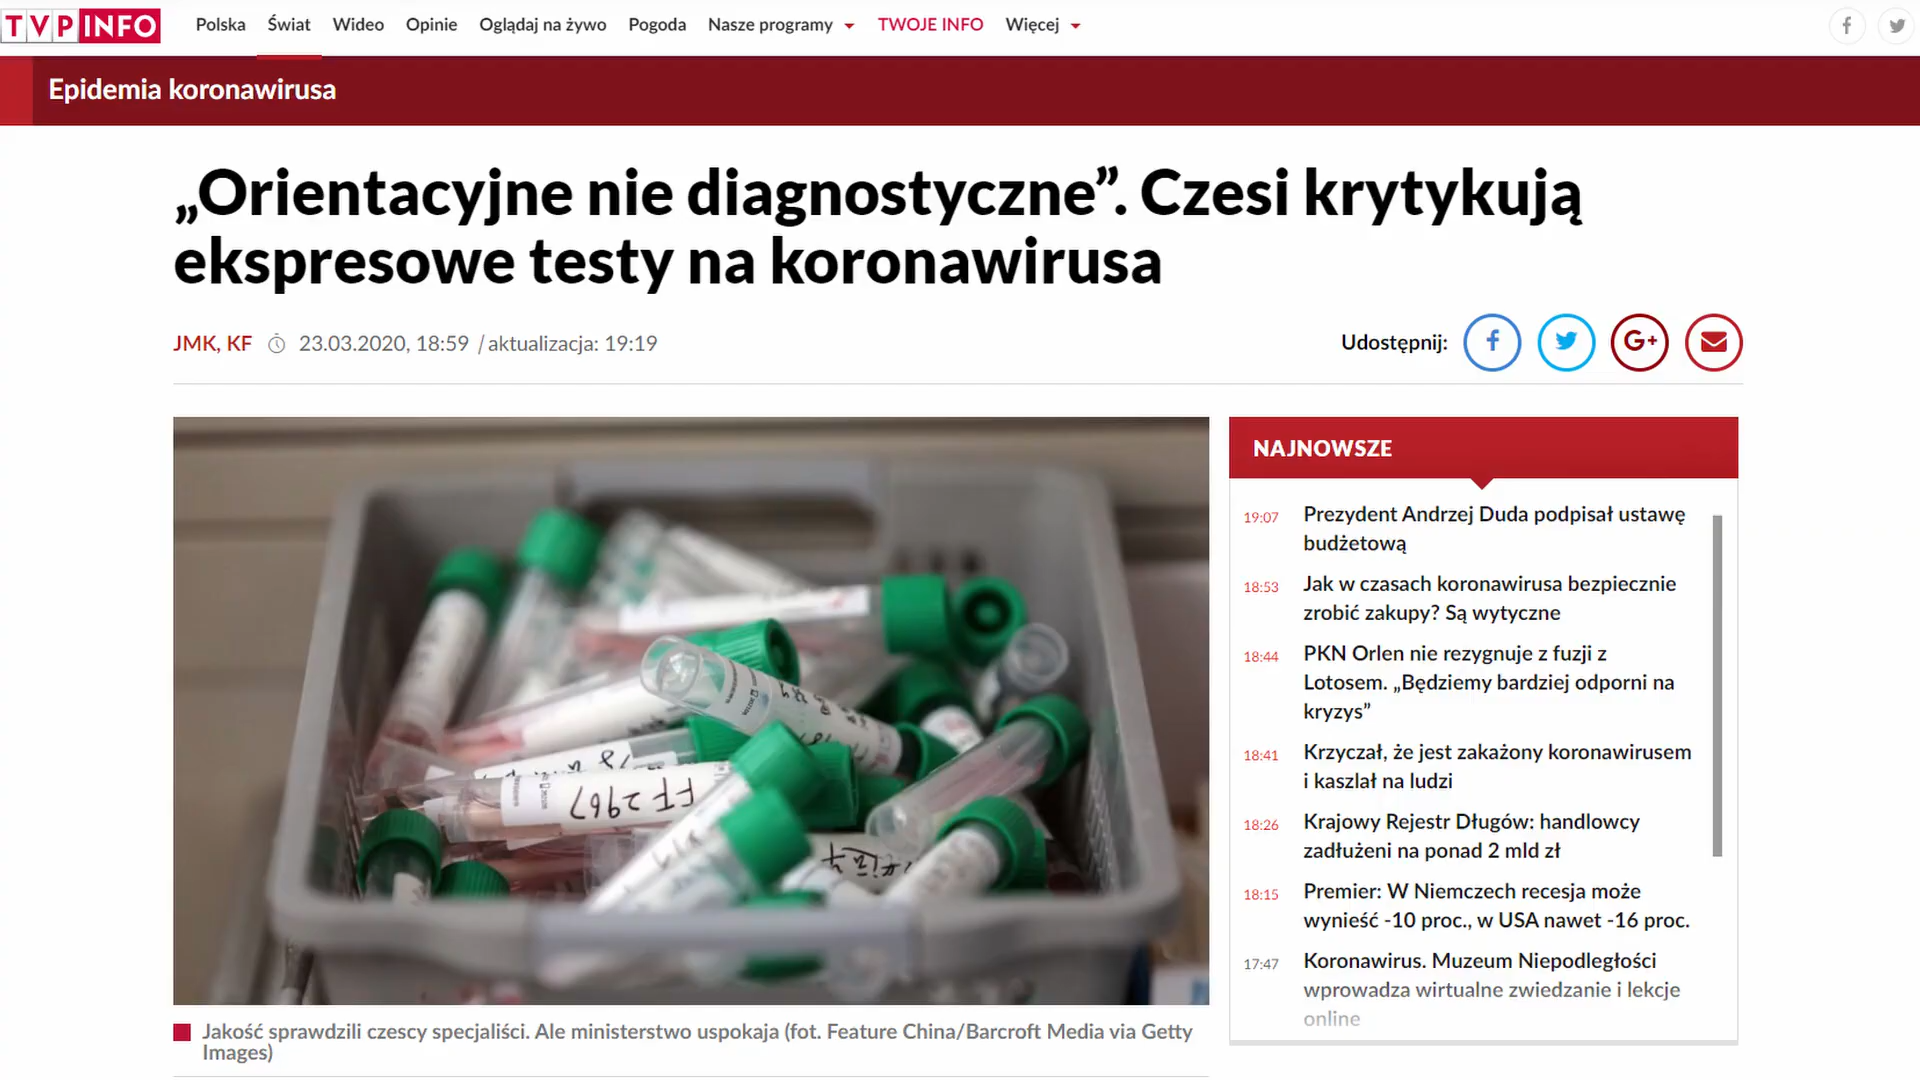 TVP INFO
Polska Świat Wideo Opinie Oglądaj na żywo Pogoda Nasze programy TWOJE INFO Więcej
Epidemia koronawirusa
„Orientacyjne nie diagnostyczne”. Czesi krytykują
ekspresowe testy na koronawirusa
JMK, KF 23.03.2020, 18:59 / aktualizacja: 19:19
Udostępnij:
G+
FF 2967
Jakość sprawdzili czescy specjaliści. Ale ministerstwo uspokaja (fot. Feature China/Barcroft Media via Getty
Images)
NAJNOWSZE
19:07 Prezydent Andrzej Duda podpisał ustawę
budżetową
18:53 Jak w czasach koronawirusa bezpiecznie
zrobić zakupy? Są wytyczne
18:44 PKN Orlen nie rezygnuje z fuzji z
Lotosem. „Będziemy bardziej odporni na
kryzys”
18:41 Krzyczał, że jest zakażony koronawirusem
i kaszlał na ludzi
18:26 Krajowy Rejestr Długów: handlowcy
zadłużeni na ponad 2 mld zł
18:15 Premier: W Niemczech recesja może
wynieść -10 proc., w USA nawet -16 proc.
17:47 Koronawirus. Muzeum Niepodległości
wprowadza wirtualne zwiedzanie i lekcje
online